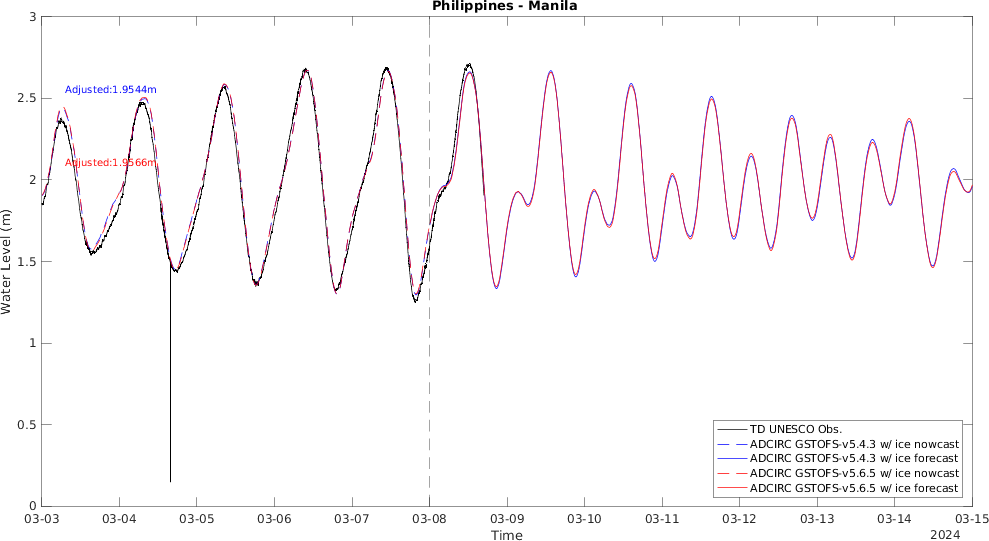 Philippines - Manila
3
2.5
2
1.5
1
0.5
0
Water Level (m)
Adjusted:1.9544m
Adjusted:1.9566m
TD UNESCO Obs.
ADCIRC GSTOFS-v5.4.3 w/ ice nowcast
ADCIRC GSTOFS-v5.4.3 w/ ice forecast
ADCIRC GSTOFS-v5.6.5 w/ ice nowcast
ADCIRC GSTOFS-v5.6.5 w/ ice forecast
03-03 03-04 03-05 03-06 03-07 03-08 03-09 03-10 03-11 03-12 03-13 03-14 03-15
Time
2024